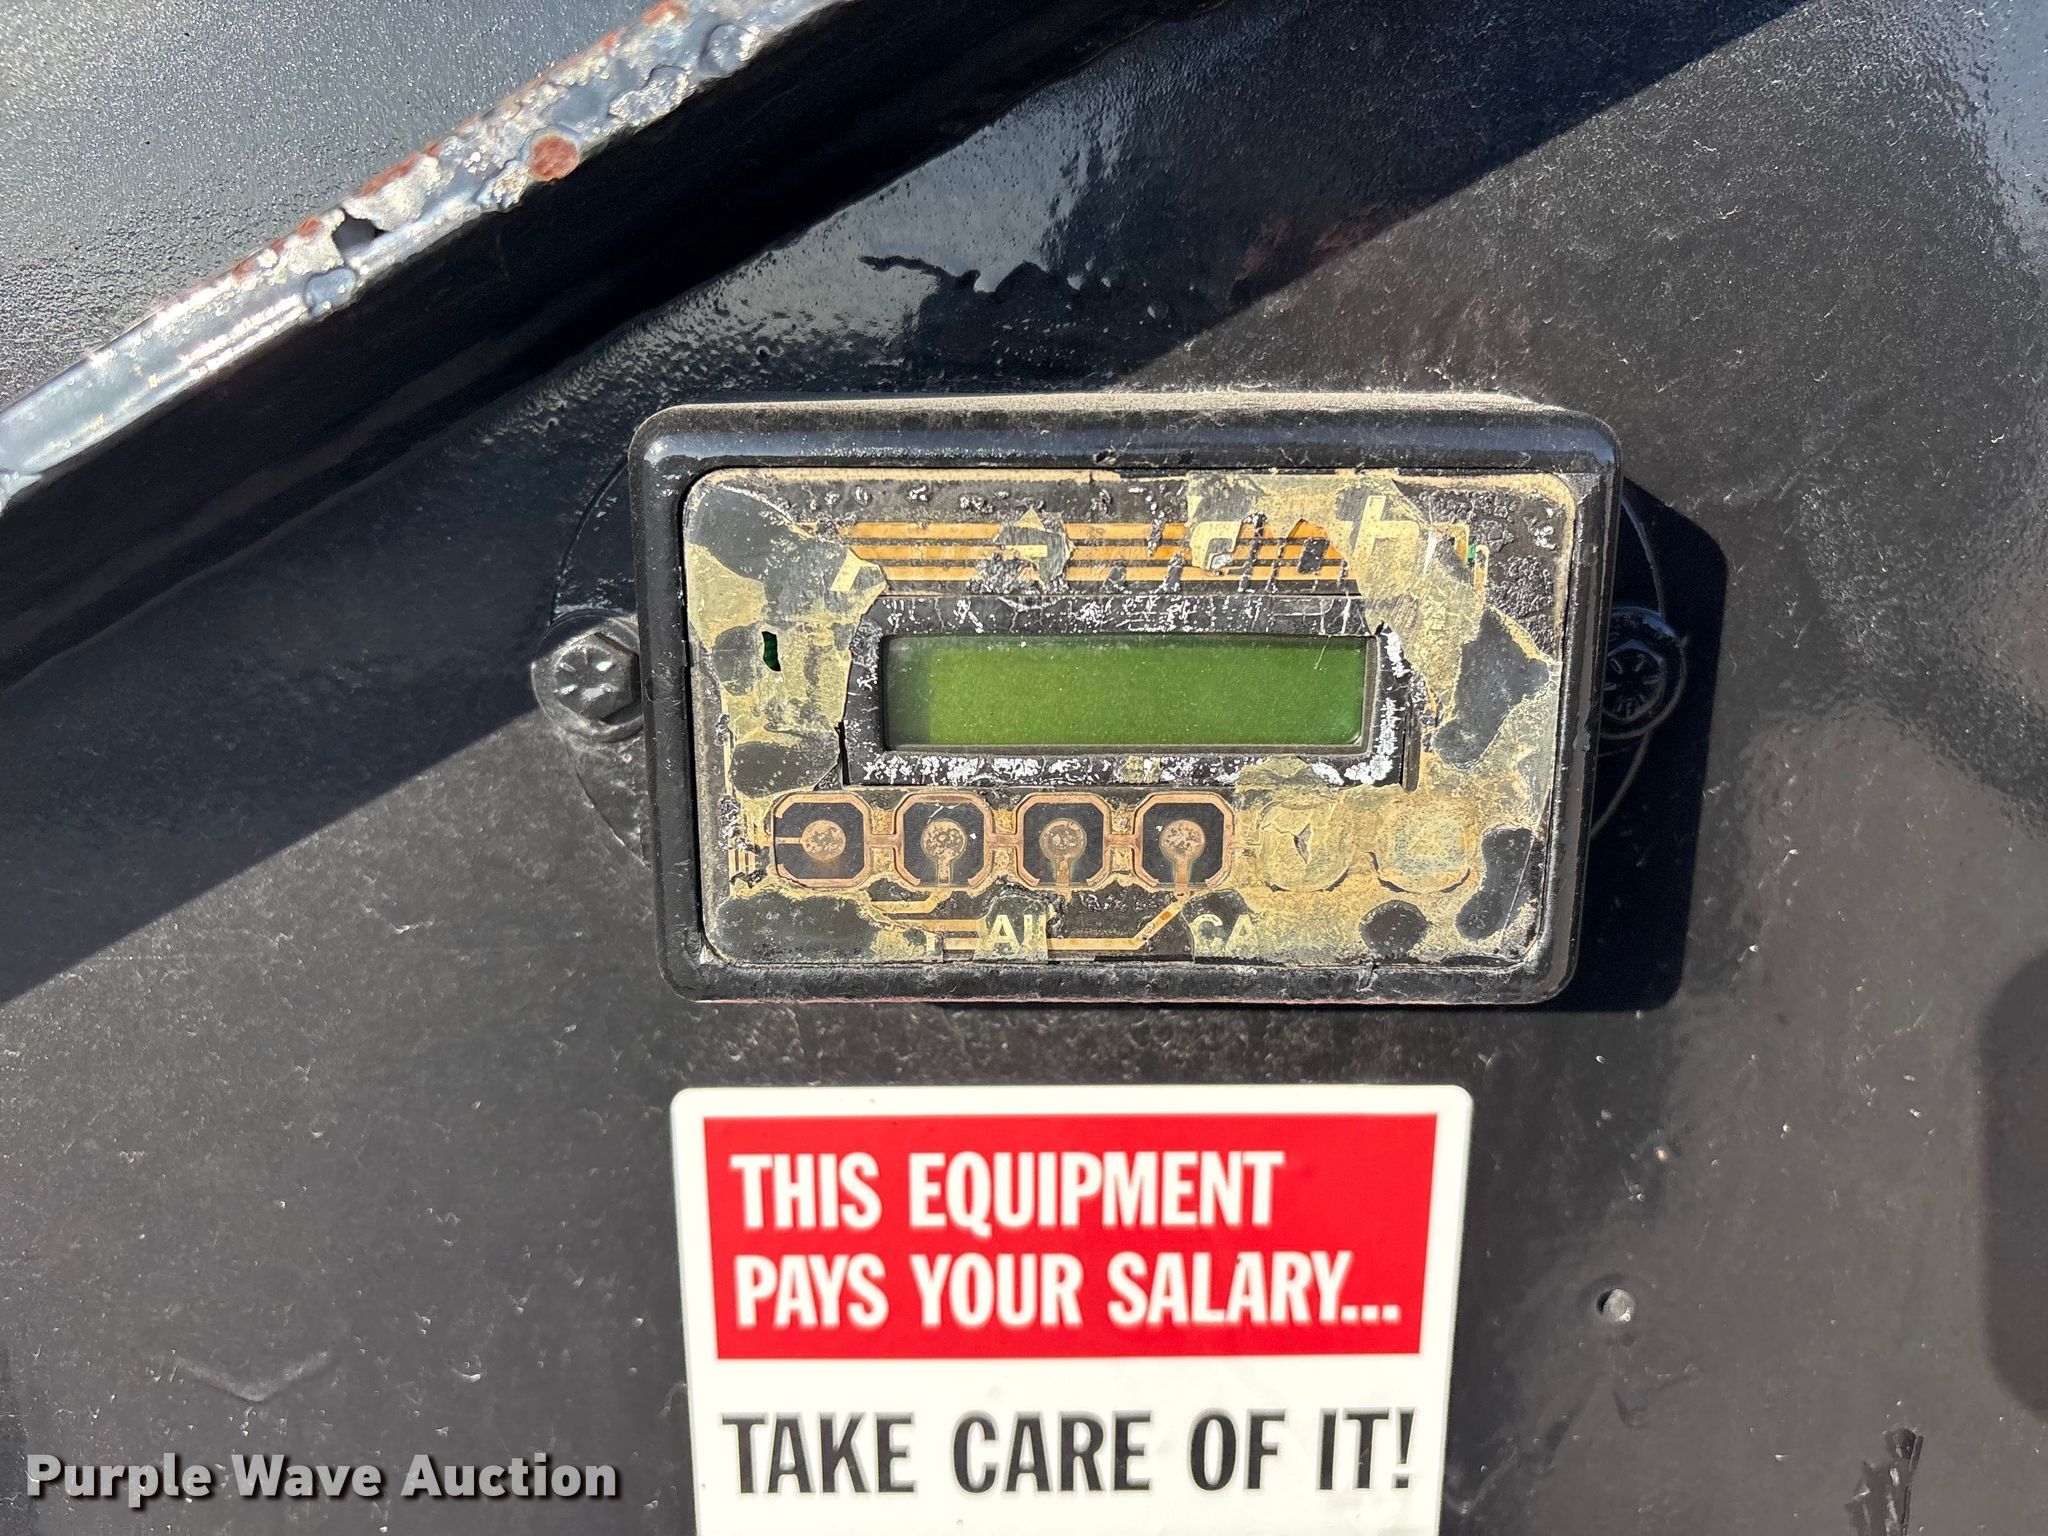 THIS EQUIPMENT
PAYS YOUR SALARY...
TAKE CARE OF IT!
Purple Wave Auction